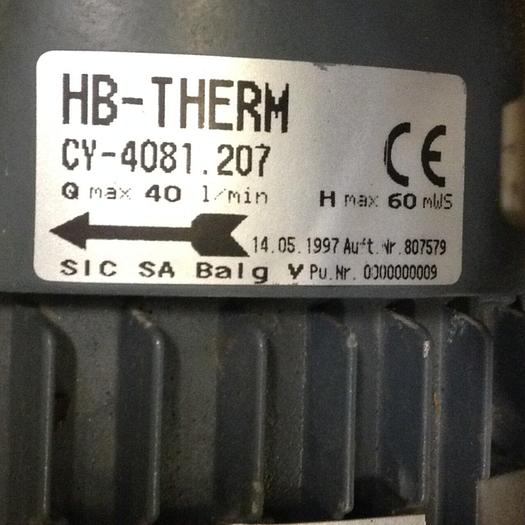 HB-THERM
CY-4081.207
CE
Q max 40 l/min H max 60 mWS
14.05.1997 Auft.Nr. 807579
SIC SA Balg V Pu.Nr. 0000000009